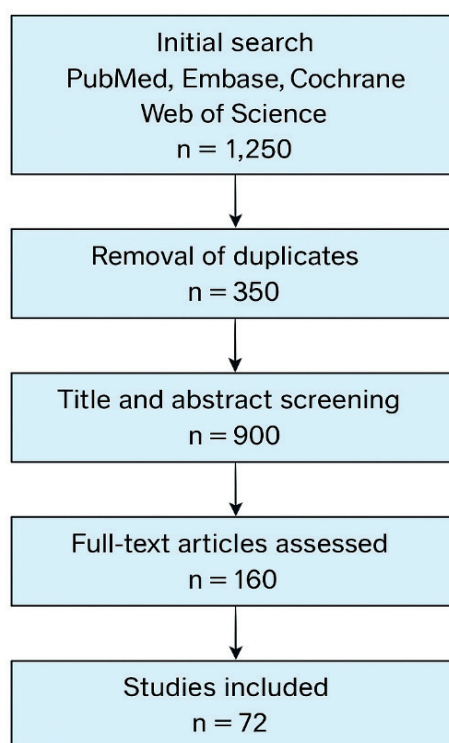 Initial search
PubMed, Embase, Cochrane
Web of Science
n = 1,250
Removal of duplicates
n = 350
Title and abstract screening
n = 900
Full-text articles assessed
n = 160
Studies included
n = 72